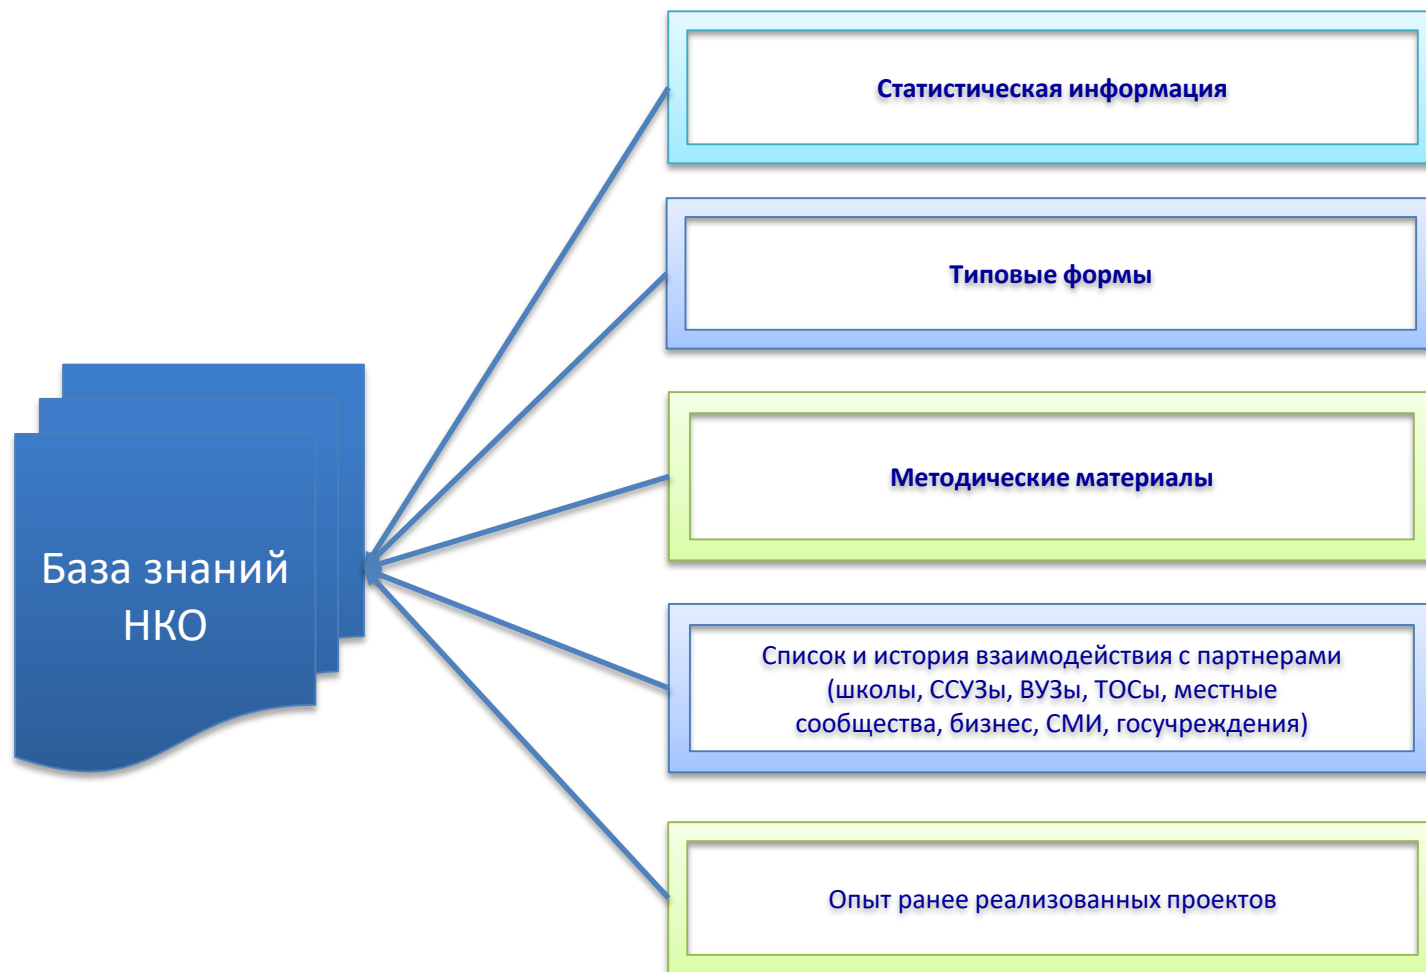 Статистическая информация
Типовые формы
Методические материалы
База знаний
НКО
Список и история взаимодействия с партнерами
(школы, ССУЗы, ВУЗы, ТОСы, местные
сообщества, бизнес, СМИ, госучреждения)
Опыт ранее реализованных проектов